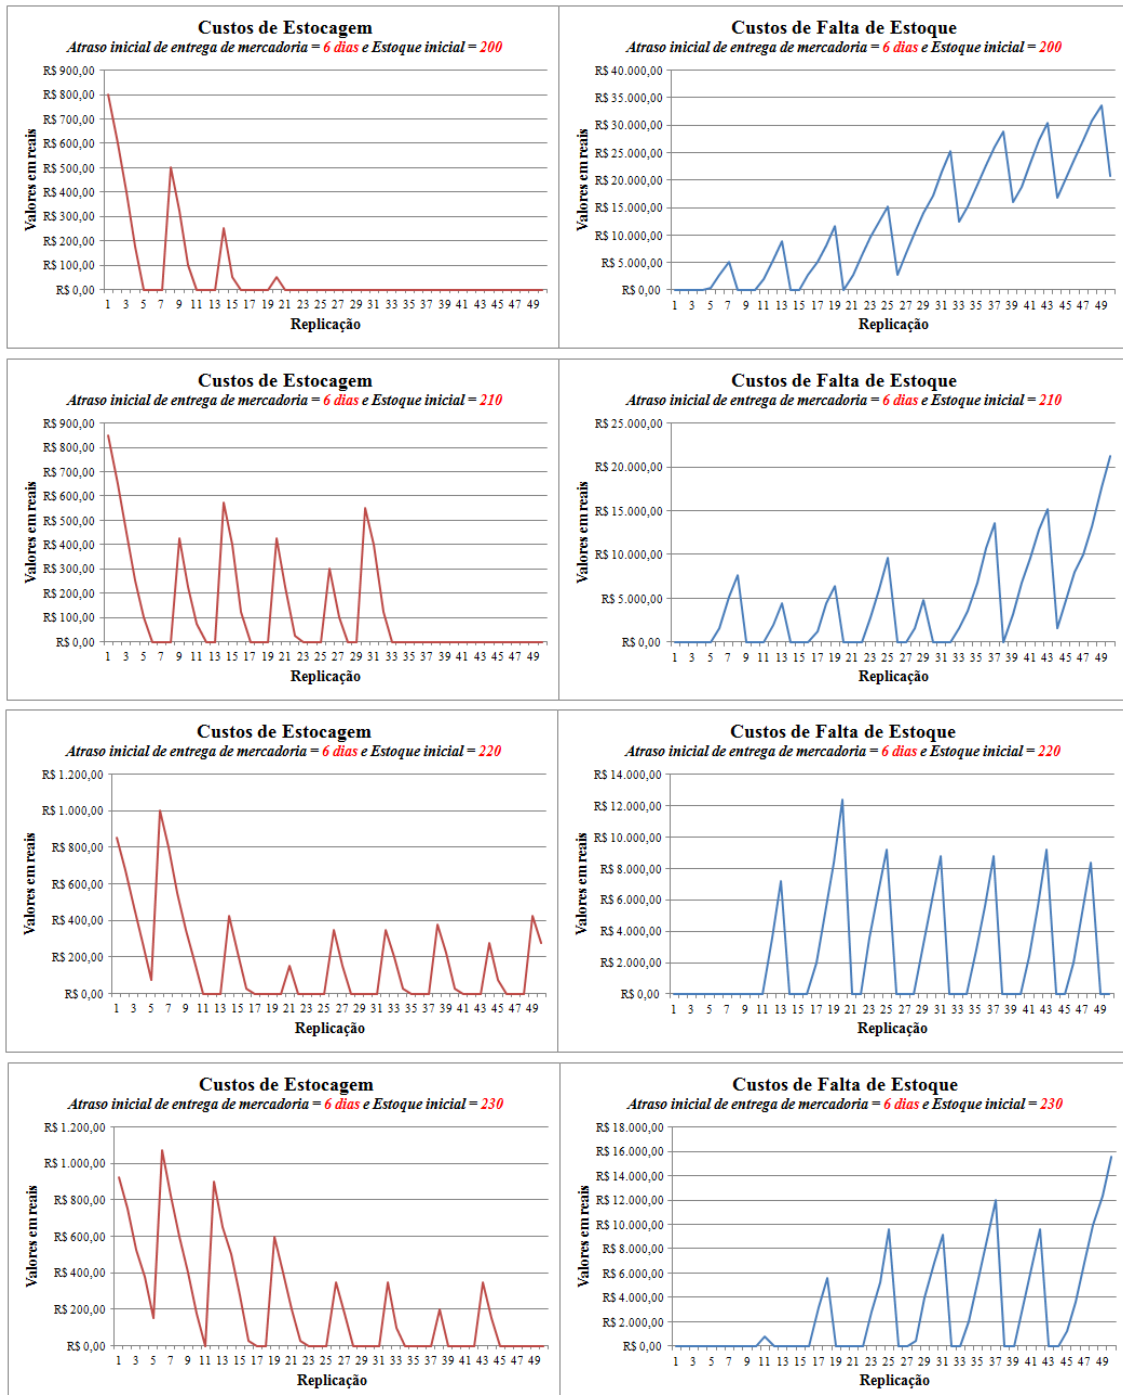 Custos de Estocagem
Atraso inicial de entrega de mercadoria = 6 dias e Estoque inicial = 200
Valores em reais
R$ 900,00
R$ 800,00
R$ 700,00
R$ 600,00
R$ 500,00
R$ 400,00
R$ 300,00
R$ 200,00
R$ 100,00
R$ 0,00
1 3 5 7 9 11 13 15 17 19 21 23 25 27 29 31 33 35 37 39 41 43 45 47 49
Replicação
Custos de Falta de Estoque
Atraso inicial de entrega de mercadoria = 6 dias e Estoque inicial = 200
Valores em reais
R$ 40.000,00
R$ 35.000,00
R$ 30.000,00
R$ 25.000,00
R$ 20.000,00
R$ 15.000,00
R$ 10.000,00
R$ 5.000,00
R$ 0,00
1 3 5 7 9 11 13 15 17 19 21 23 25 27 29 31 33 35 37 39 41 43 45 47 49
Replicação
Custos de Estocagem
Atraso inicial de entrega de mercadoria = 6 dias e Estoque inicial = 210
Valores em reais
R$ 900,00
R$ 800,00
R$ 700,00
R$ 600,00
R$ 500,00
R$ 400,00
R$ 300,00
R$ 200,00
R$ 100,00
R$ 0,00
1 3 5 7 9 11 13 15 17 19 21 23 25 27 29 31 33 35 37 39 41 43 45 47 49
Replicação
Custos de Falta de Estoque
Atraso inicial de entrega de mercadoria = 6 dias e Estoque inicial = 210
Valores em reais
R$ 25.000,00
R$ 20.000,00
R$ 15.000,00
R$ 10.000,00
R$ 5.000,00
R$ 0,00
1 3 5 7 9 11 13 15 17 19 21 23 25 27 29 31 33 35 37 39 41 43 45 47 49
Replicação
Custos de Estocagem
Atraso inicial de entrega de mercadoria = 6 dias e Estoque inicial = 220
Valores em reais
R$ 1.200,00
R$ 1.000,00
R$ 800,00
R$ 600,00
R$ 400,00
R$ 200,00
R$ 0,00
1 3 5 7 9 11 13 15 17 19 21 23 25 27 29 31 33 35 37 39 41 43 45 47 49
Replicação
Custos de Falta de Estoque
Atraso inicial de entrega de mercadoria = 6 dias e Estoque inicial = 220
Valores em reais
R$ 14.000,00
R$ 12.000,00
R$ 10.000,00
R$ 8.000,00
R$ 6.000,00
R$ 4.000,00
R$ 2.000,00
R$ 0,00
1 3 5 7 9 11 13 15 17 19 21 23 25 27 29 31 33 35 37 39 41 43 45 47 49
Replicação
Custos de Estocagem
Atraso inicial de entrega de mercadoria = 6 dias e Estoque inicial = 230
Valores em reais
R$ 1.200,00
R$ 1.000,00
R$ 800,00
R$ 600,00
R$ 400,00
R$ 200,00
R$ 0,00
1 3 5 7 9 11 13 15 17 19 21 23 25 27 29 31 33 35 37 39 41 43 45 47 49
Replicação
Custos de Falta de Estoque
Atraso inicial de entrega de mercadoria = 6 dias e Estoque inicial = 230
Valores em reais
R$ 18.000,00
R$ 16.000,00
R$ 14.000,00
R$ 12.000,00
R$ 10.000,00
R$ 8.000,00
R$ 6.000,00
R$ 4.000,00
R$ 2.000,00
R$ 0,00
1 3 5 7 9 11 13 15 17 19 21 23 25 27 29 31 33 35 37 39 41 43 45 47 49
Replicação